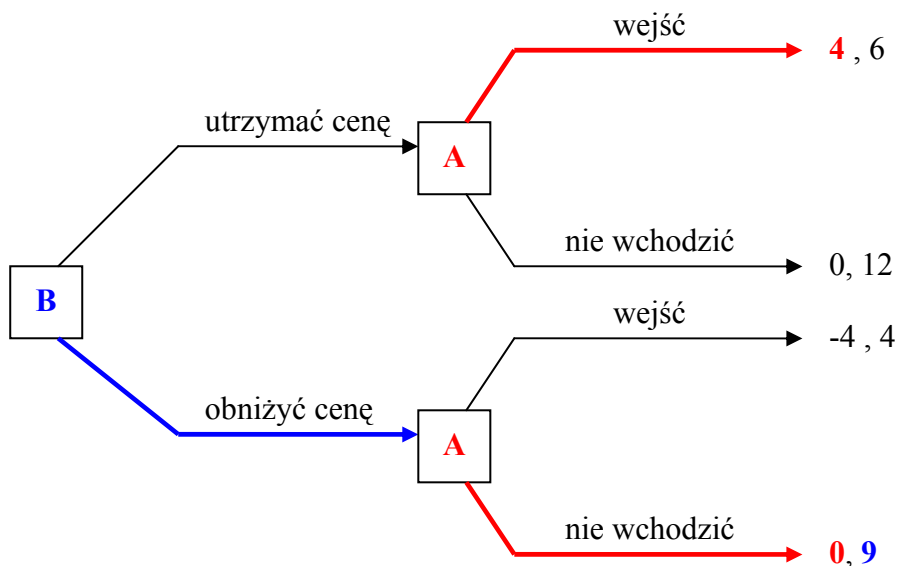 wejść
4 , 6
utrzymać cenę
A
nie wchodzić
0, 12
B
wejść
-4 , 4
obniżyć cenę
A
nie wchodzić
0, 9